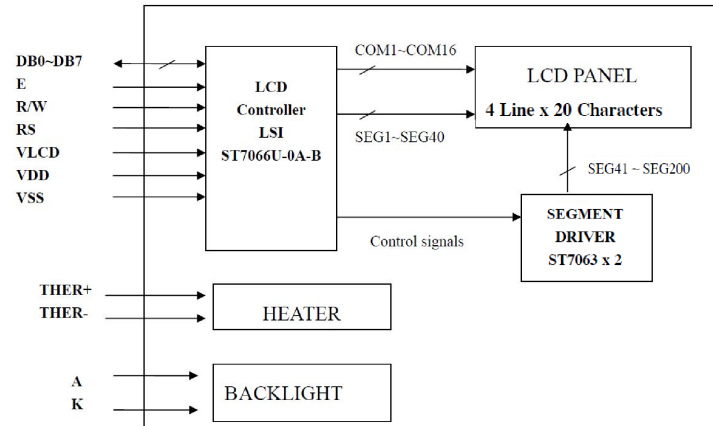 DB0~DB7
E
R/W
RS
VLCD
VDD
VSS
LCD
Controller
LSI
ST7066U-0A-B
COM1~COM16
SEG1~SEG40
LCD PANEL
4 Line x 20 Characters
SEG41 ~ SEG200
Control signals
SEGMENT
DRIVER
ST7063 x 2
THER+
THER-
HEATER
A
K
BACKLIGHT